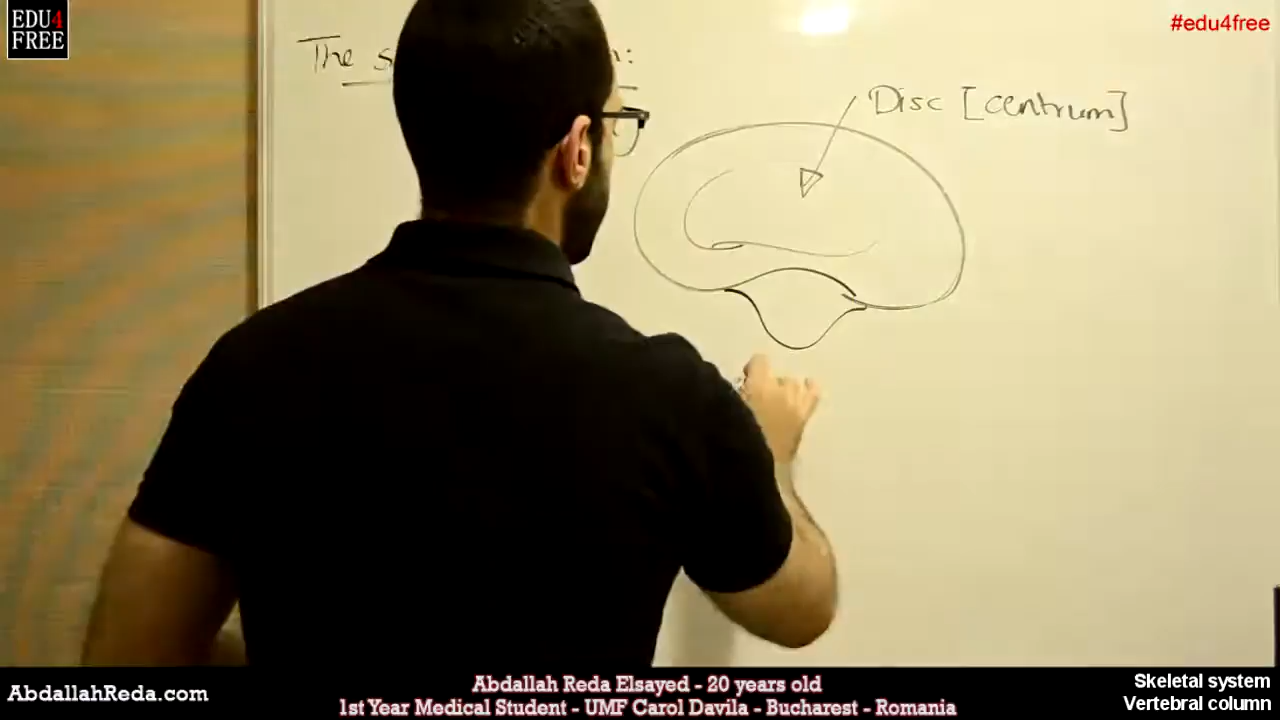 EDU4
FREE
#edu4free
The
Disc [centrum]
AbdallahReda.com
Abdallah Reda Elsayed - 20 years old
1st Year Medical Student - UMF Carol Davila - Bucharest - Romania
Skeletal system
Vertebral column